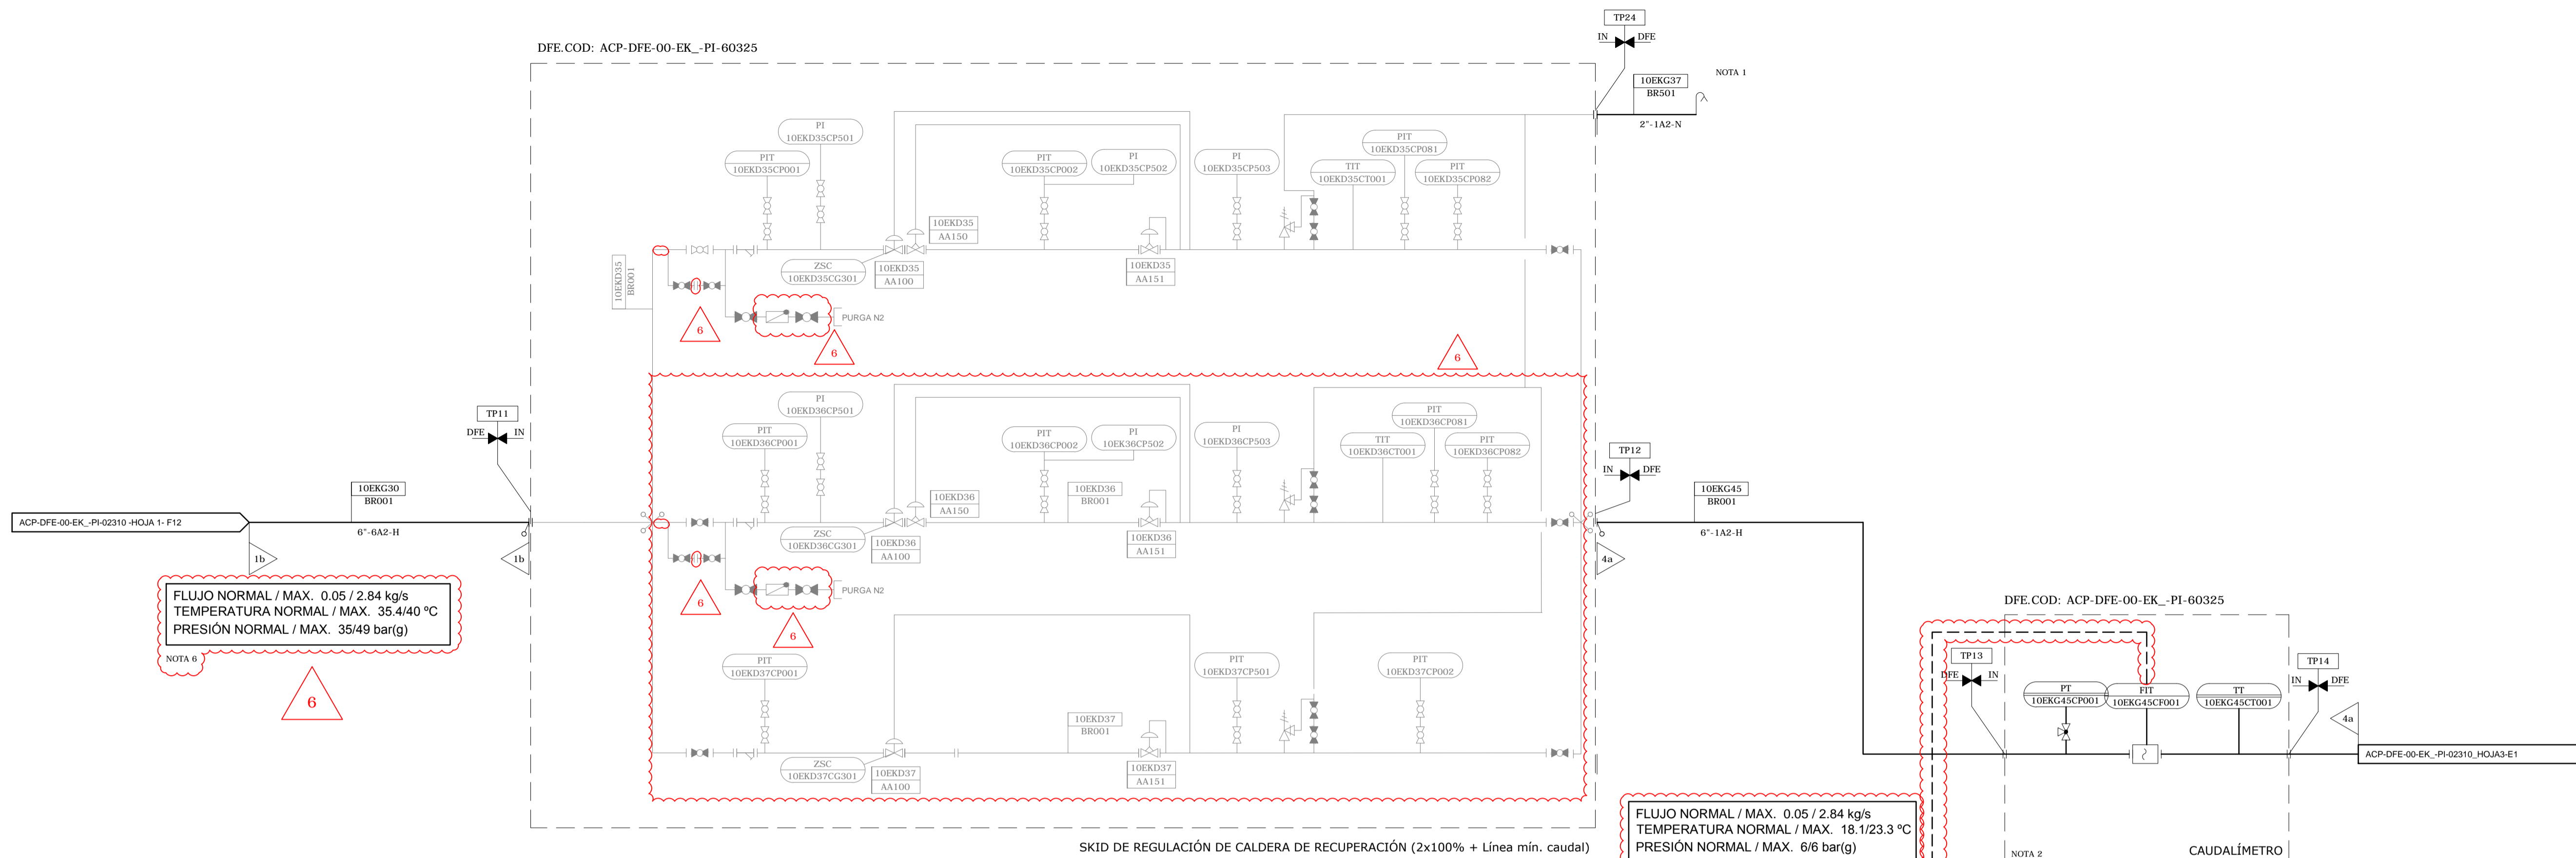 TP24
IN
DFE
DFE.COD: ACP-DFE-00-EK_-PI-60325
10EKG37
BR501
NOTA 1
2"-1A2-N
PI
10EKD35CP501
PIT
10EKD35CP001
PIT
10EKD35CP002
PI
10EKD35CP502
PI
10EKD35CP503
PIT
10EKD35CP081
TIT
10EKD35CT001
PIT
10EKD35CP082
10EKD35
AA150
10EKD35
BR001
ZSC
10EKD35CG301
10EKD35
AA100
10EKD35
AA151
PURGA N2
6
6
6
PI
10EKD36CP501
PIT
10EKD36CP001
PIT
10EKD36CP002
PI
10EK36CP502
PI
10EKD36CP503
PIT
10EKD36CP081
TIT
10EKD36CT001
PIT
10EKD36CP082
TP11
DFE
IN
TP12
IN
DFE
10EKG30
BR001
10EKD36
AA150
10EKD36
BR001
10EKG45
BR001
ACP-DFE-00-EK_-PI-02310 -HOJA 1- F12
6"-6A2-H
6"-1A2-H
1b
1b
ZSC
10EKD36CG301
10EKD36
AA100
10EKD36
AA151
4a
FLUJO NORMAL / MAX. 0.05 / 2.84 kg/s
TEMPERATURA NORMAL / MAX. 35.4/40 ºC
PRESIÓN NORMAL / MAX. 35/49 bar(g)
NOTA 6
6
PURGA N2
6
6
DFE.COD: ACP-DFE-00-EK_-PI-60325
PIT
10EKD37CP001
PIT
10EKD37CP501
PIT
10EKD37CP002
TP13
DFE
IN
TP14
IN
DFE
PT
10EKG45CP001
FIT
10EKG45CF001
TT
10EKG45CT001
10EKD37
BR001
4a
ZSC
10EKD37CG301
10EKD37
AA100
10EKD37
AA151
ACP-DFE-00-EK_-PI-02310_HOJA3-E1
FLUJO NORMAL / MAX. 0.05 / 2.84 kg/s
TEMPERATURA NORMAL / MAX. 18.1/23.3 ºC
PRESIÓN NORMAL / MAX. 6/6 bar(g)
SKID DE REGULACIÓN DE CALDERA DE RECUPERACIÓN (2x100% + Línea mín. caudal)
NOTA 2
CAUDALÍMETRO